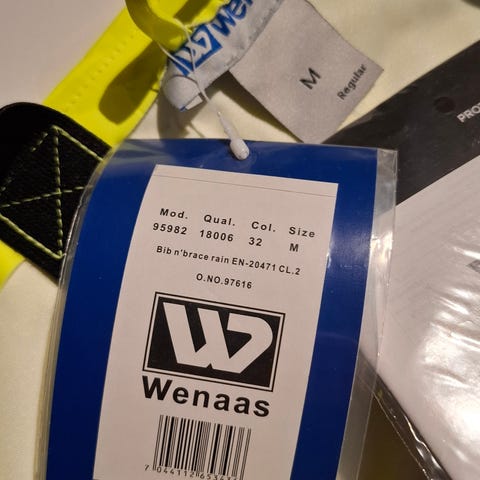 M
Regular
Mod. Qual. Col. Size
95982 18006 32 M
Bib n'brace rain EN-20471 CL.2
O.NO.97616
Wenaas